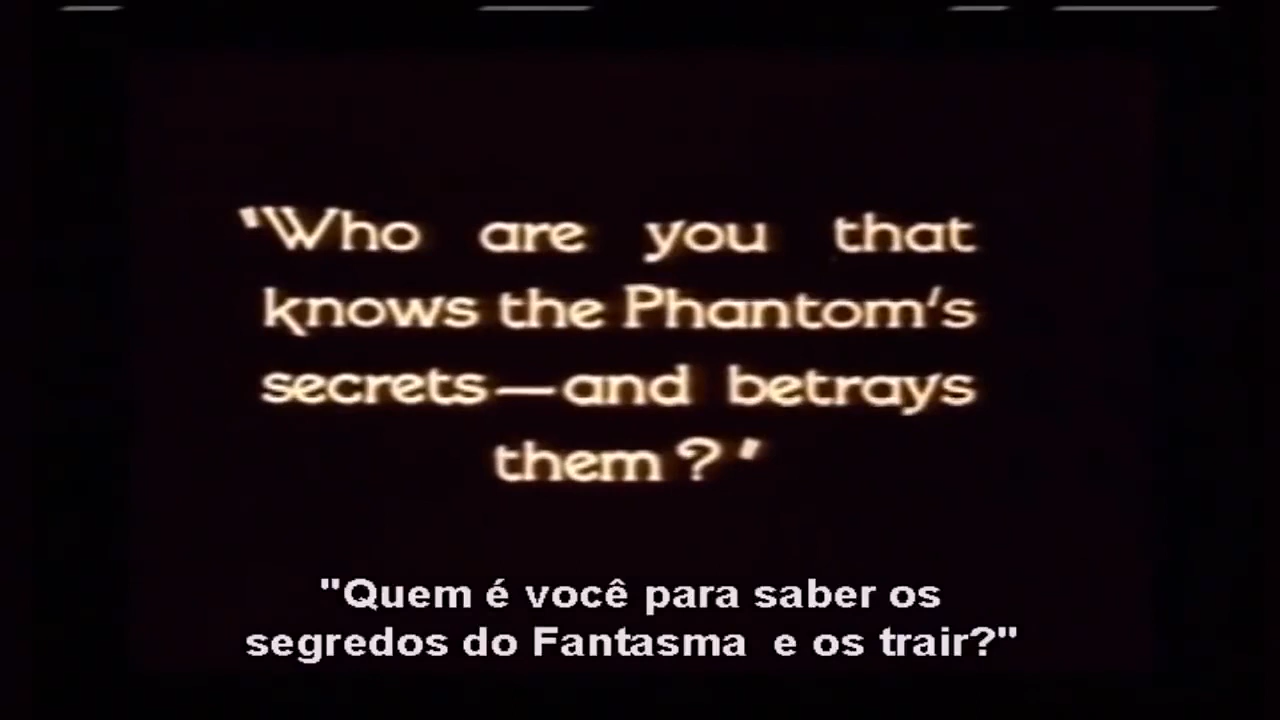 "Who are you that
knows the Phantom's
secrets—and betrays
them?"
"Quem é você para saber os
segredos do Fantasma e os trair?"